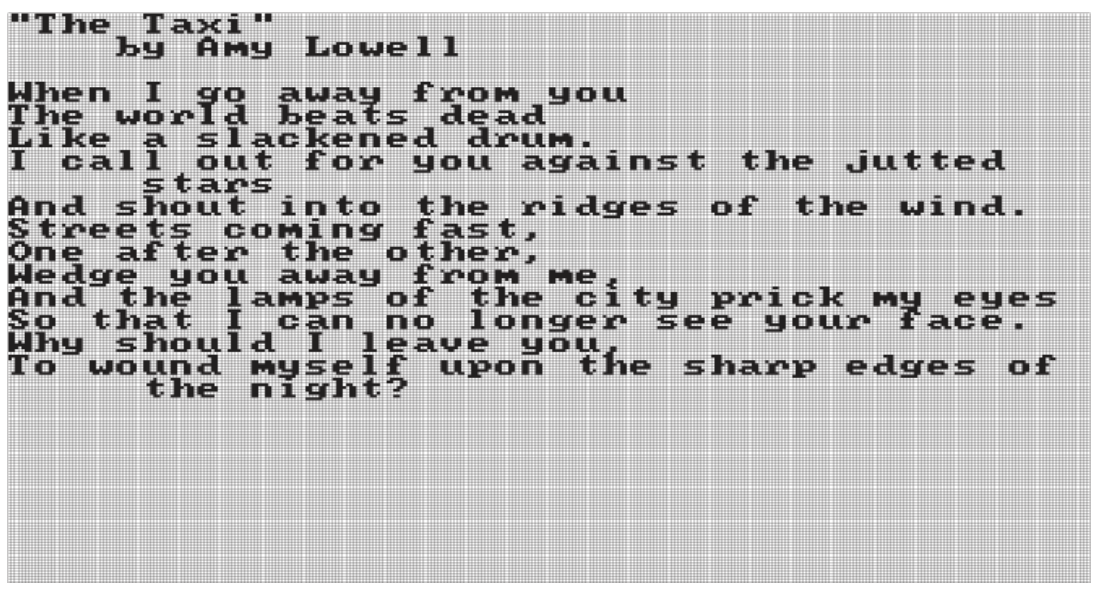 "The Taxi"
by Amy Lowell
When I go away from you
The world beats dead
Like a slackened drum.
I call out for you against the jutted
stars
And shout into the ridges of the wind.
Streets coming fast,
One after the other,
Wedge you away from me,
And the lamps of the city prick my eyes
So that I can no longer see your face.
Why should I leave you,
To wound myself upon the sharp edges of
the night?